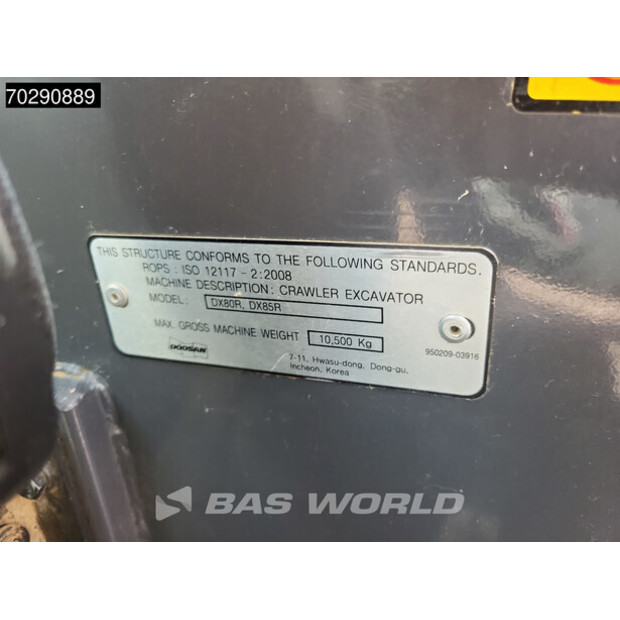 70290889
THIS STRUCTURE CONFORMS TO THE FOLLOWING STANDARDS.
ROPS : ISO 12117 - 2:2008
MACHINE DESCRIPTION: CRAWLER EXCAVATOR
MODEL: DX80R, DX85R
MAX. GROSS MACHINE WEIGHT 10,500 Kg
DOOSAN
7-11, Hwasu-dong, Dong-gu,
Incheon, Korea
950209-03916
BAS WORLD